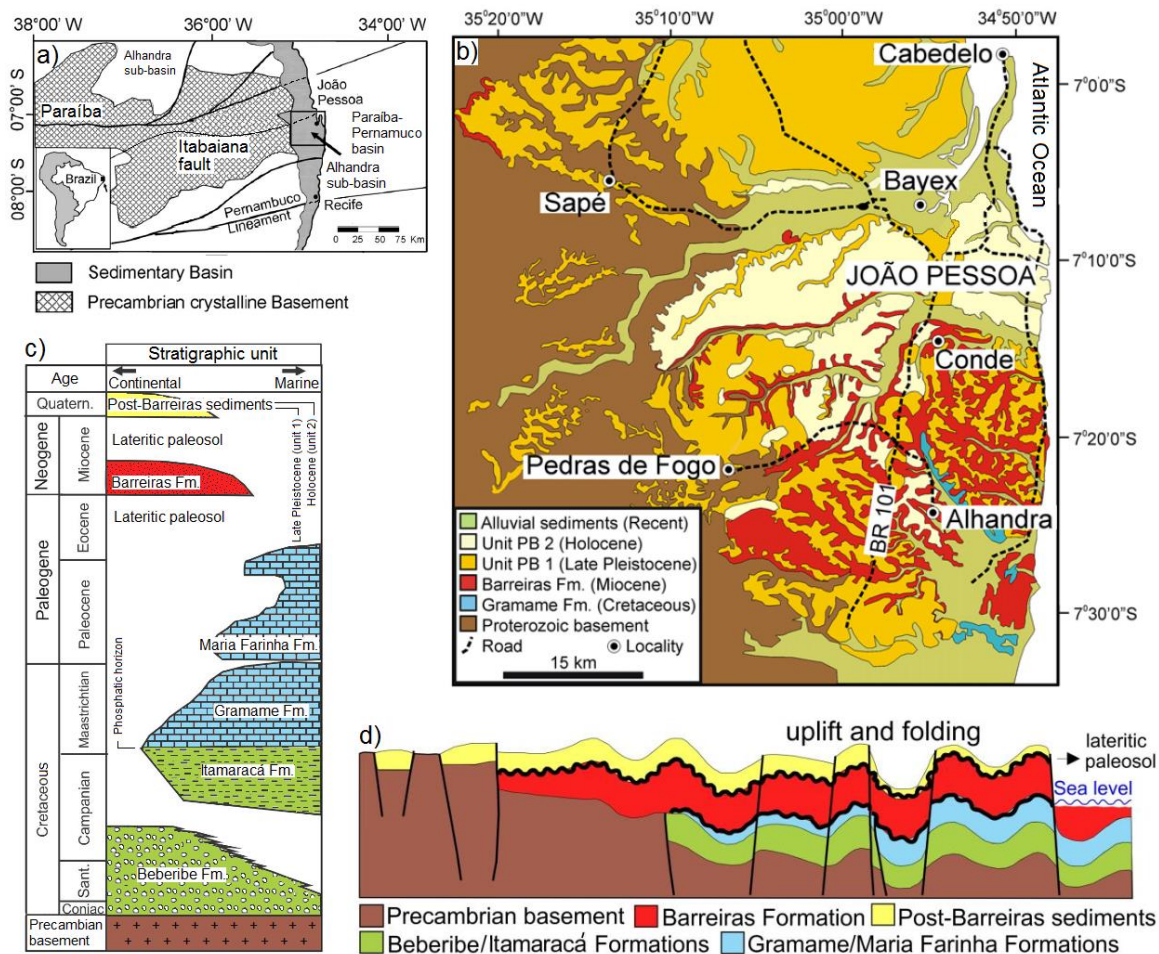 38°00' W
36°00' W
34°00' W
a)
Alhandra
sub-basin
João
Pessoa
07°00' S
Paraíba
Paraíba-
Pernamuco
basin
Itabaiana
fault
Brazil
Alhandra
sub-basin
08°00' S
Pernambuco
Lineament
Recife
0 25 50 75 Km
Sedimentary Basin
Precambrian crystalline Basement
35°20'0"W
35°10'0"W
35°00'0"W
34°50'0"W
b)
Cabedelo
7°00'0"S
Atlantic Ocean
Sapé
Bayex
7°10'0"S
JOÃO PESSOA
Conde
7°20'0"S
Pedras de Fogo
BR 101
Alhandra
7°30'0"S
Alluvial sediments (Recent)
Unit PB 2 (Holocene)
Unit PB 1 (Late Pleistocene)
Barreiras Fm. (Miocene)
Gramame Fm. (Cretaceous)
Proterozoic basement
Road
Locality
15 km
c)
Stratigraphic unit
Age
Continental
Marine
Quatern.
Post-Barreiras sediments
Late Pleistocene (unit 1)
Holocene (unit 2)
Neogene
Miocene
Lateritic paleosol
Barreiras Fm.
Paleogene
Eocene
Lateritic paleosol
Paleocene
Maria Farinha Fm.
Phosphatic horizon
Cretaceous
Maastrichtian
Gramame Fm.
Itamaracá Fm.
Campanian
Beberibe Fm.
Sant.
Coniac
Precambrian
basement
d)
uplift and folding
lateritic
paleosol
Sea level
Precambrian basement
Barreiras Formation
Post-Barreiras sediments
Beberibe/Itamaracá Formations
Gramame/Maria Farinha Formations